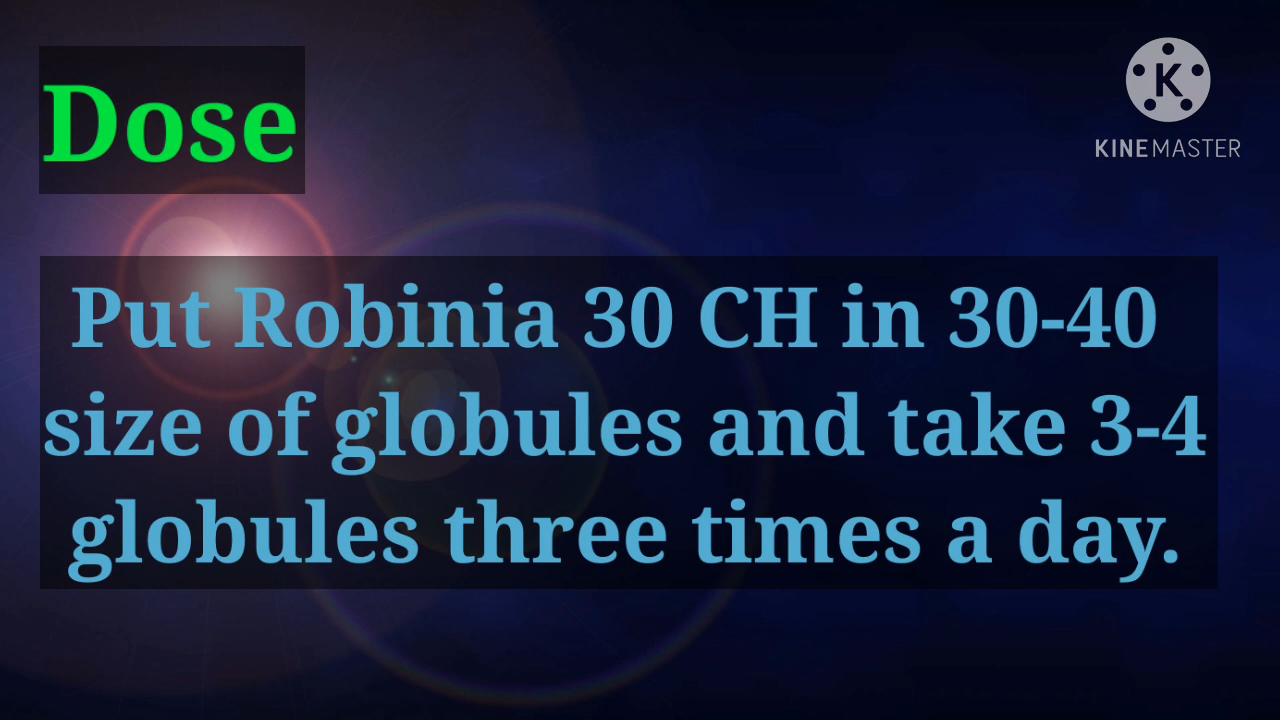 Dose
K
KINEMASTER
Put Robinia 30 CH in 30-40
size of globules and take 3-4
globules three times a day.